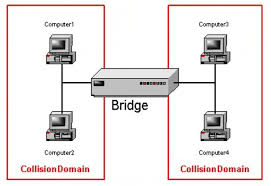 Computer1
Computer3
Bridge
Computer2
Computer4
CollisionDomain
CollisionDomain